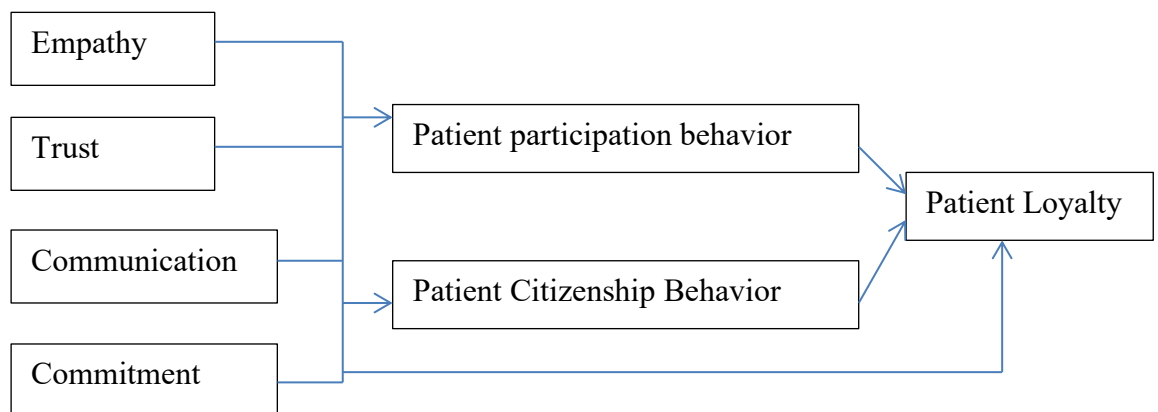 Empathy
Trust
Communication
Commitment
Patient participation behavior
Patient Citizenship Behavior
Patient Loyalty